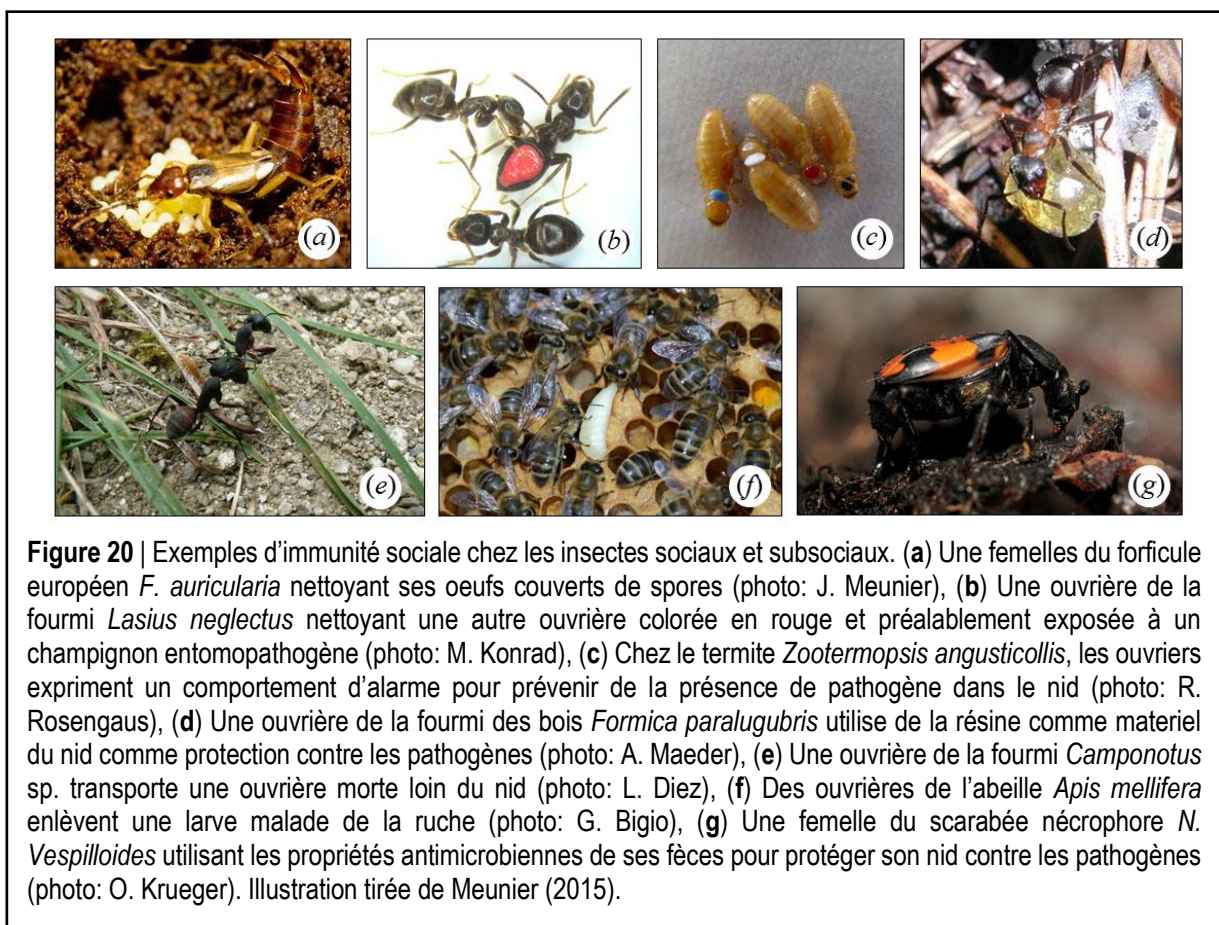 (a)
(b)
(c)
(d)
(e)
(f)
(g)
Figure 20 | Exemples d'immunité sociale chez les insectes sociaux et subsociaux. (a) Une femelles du forficule
européen F. auricularia nettoyant ses oeufs couverts de spores (photo: J. Meunier), (b) Une ouvrière de la
fourmi Lasius neglectus nettoyant une autre ouvrière colorée en rouge et préalablement exposée à un
champignon entomopathogène (photo: M. Konrad), (c) Chez le termite Zootermopsis angusticollis, les ouvriers
expriment un comportement d'alarme pour prévenir de la présence de pathogène dans le nid (photo: R.
Rosengaus), (d) Une ouvrière de la fourmi des bois Formica paralugubris utilise de la résine comme materiel
du nid comme protection contre les pathogènes (photo: A. Maeder), (e) Une ouvrière de la fourmi Camponotus
sp. transporte une ouvrière morte loin du nid (photo: L. Diez), (f) Des ouvrières de l'abeille Apis mellifera
enlèvent une larve malade de la ruche (photo: G. Bigio), (g) Une femelle du scarabée nécrophore N.
Vespilloides utilisant les propriétés antimicrobiennes de ses fèces pour protéger son nid contre les pathogènes
(photo: O. Krueger). Illustration tirée de Meunier (2015).